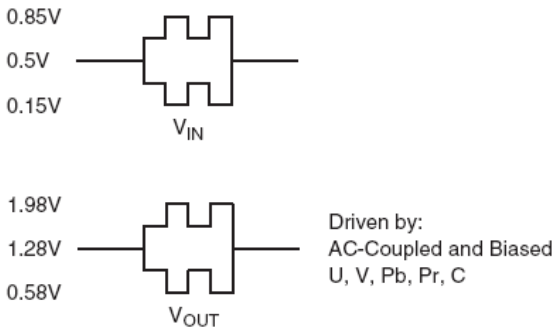 0.85V
0.5V
0.15V
VIN
1.98V
1.28V
0.58V
VOUT
Driven by:
AC-Coupled and Biased
U, V, Pb, Pr, C